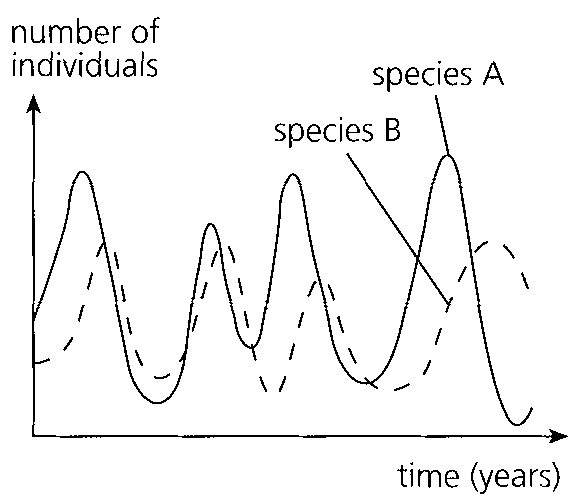 number of
individuals
species A
species B
time (years)